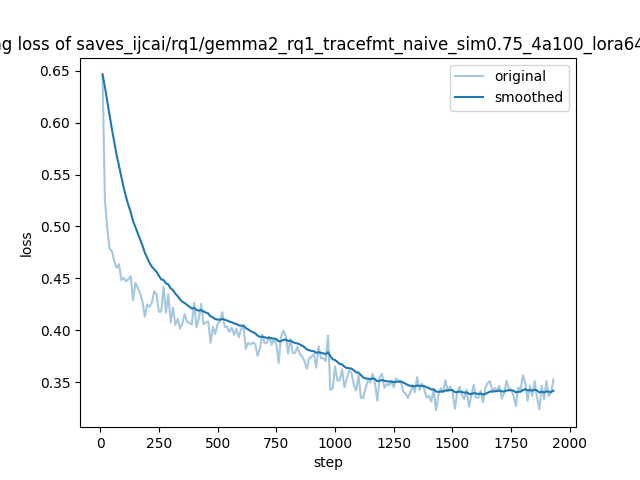 g loss of saves_ijcai/rq1/gemma2_rq1_tracefmt_naive_sim0.75_4a100_lora64
original
smoothed
0.65
0.60
0.55
0.50
0.45
0.40
0.35
loss
0 250 500 750 1000 1250 1500 1750 2000
step